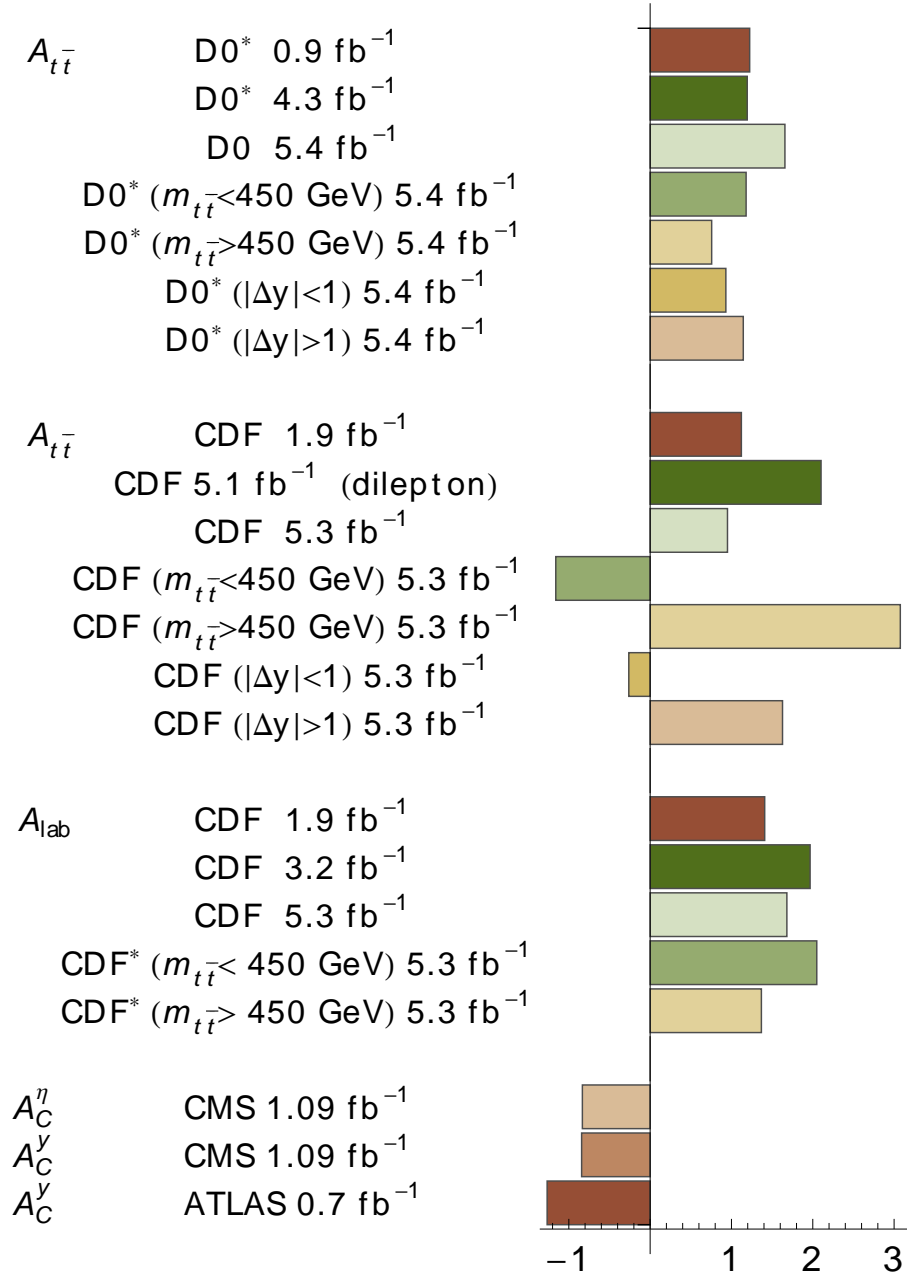 A_{tt̄} D0* 0.9 fb⁻¹
D0* 4.3 fb⁻¹
D0 5.4 fb⁻¹
D0* (m_{tt̄}<450 GeV) 5.4 fb⁻¹
D0* (m_{tt̄}>450 GeV) 5.4 fb⁻¹
D0* (|Δy|<1) 5.4 fb⁻¹
D0* (|Δy|>1) 5.4 fb⁻¹
A_{tt̄} CDF 1.9 fb⁻¹
CDF 5.1 fb⁻¹ (dilepton)
CDF 5.3 fb⁻¹
CDF (m_{tt̄}<450 GeV) 5.3 fb⁻¹
CDF (m_{tt̄}>450 GeV) 5.3 fb⁻¹
CDF (|Δy|<1) 5.3 fb⁻¹
CDF (|Δy|>1) 5.3 fb⁻¹
A_{lab} CDF 1.9 fb⁻¹
CDF 3.2 fb⁻¹
CDF 5.3 fb⁻¹
CDF* (m_{tt̄}< 450 GeV) 5.3 fb⁻¹
CDF* (m_{tt̄}> 450 GeV) 5.3 fb⁻¹
A_C^η CMS 1.09 fb⁻¹
A_C^y CMS 1.09 fb⁻¹
A_C^y ATLAS 0.7 fb⁻¹
−1 1 2 3